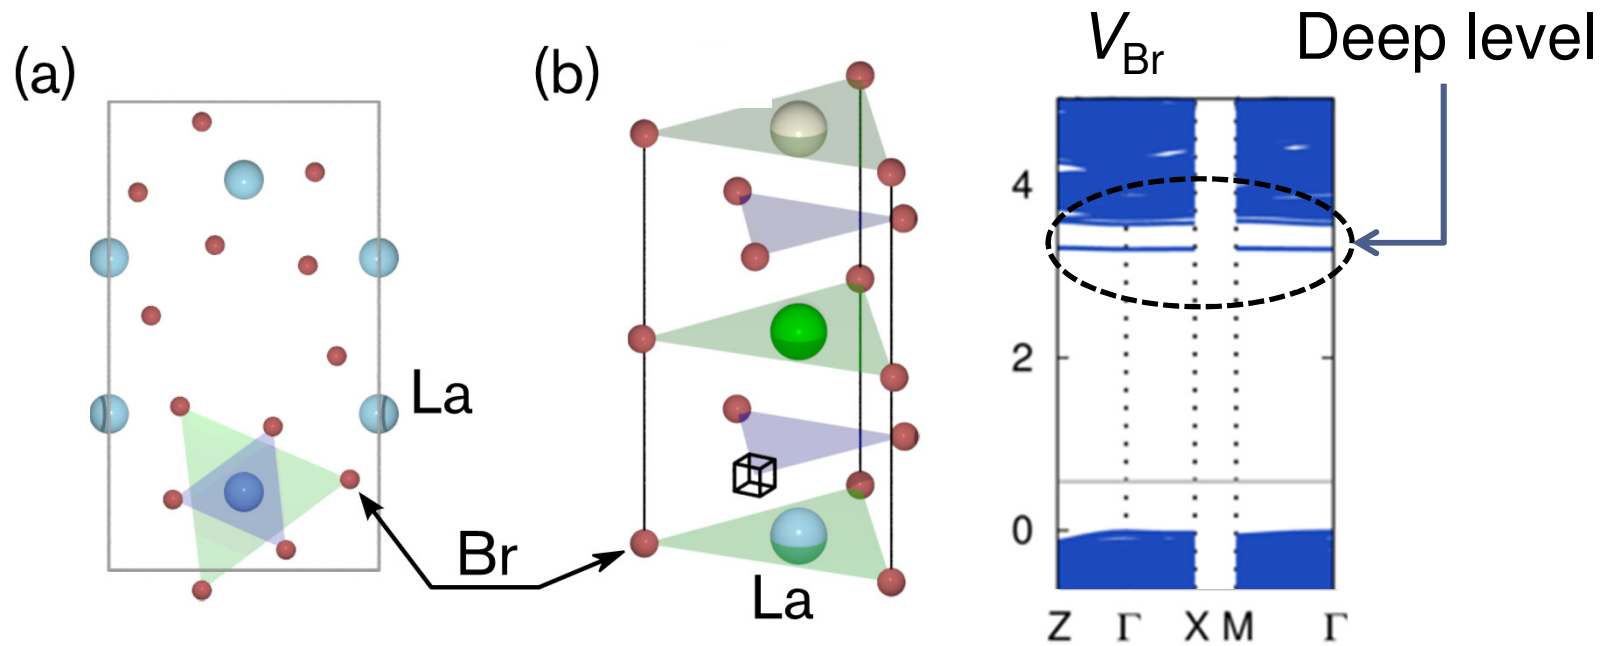 (a)
La
Br
(b)
La
V_Br
Deep level
4
2
0
Z Γ X M Γ